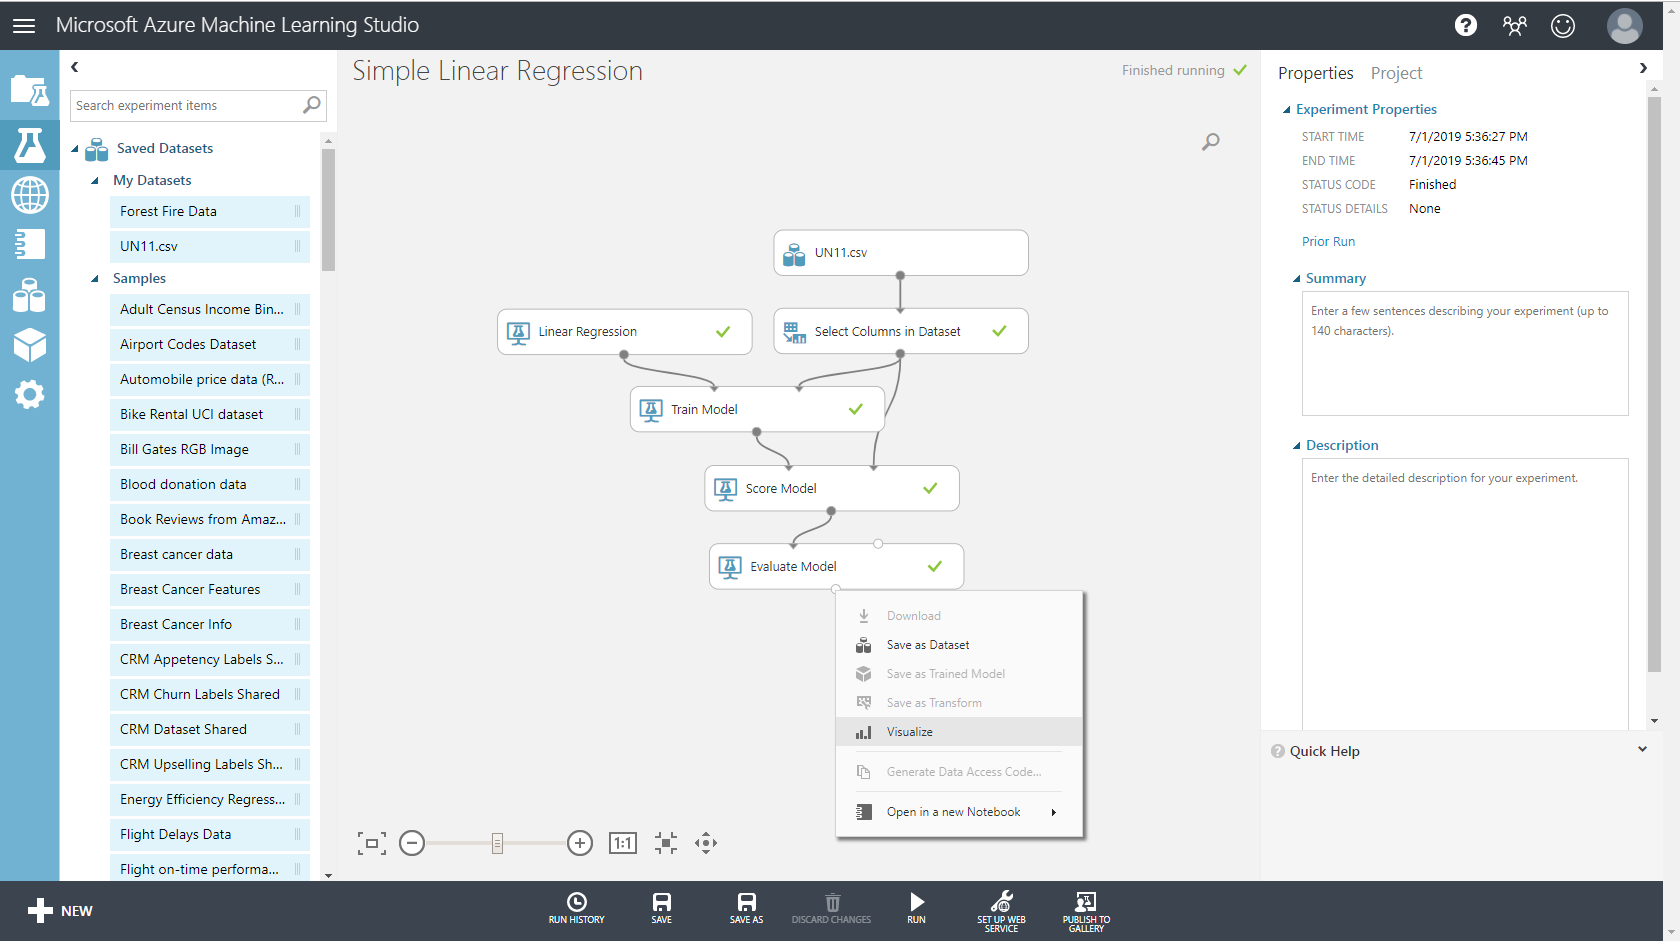 Microsoft Azure Machine Learning Studio
Search experiment items
Saved Datasets
My Datasets
Forest Fire Data
UN11.csv
Samples
Adult Census Income Bin...
Airport Codes Dataset
Automobile price data (R...
Bike Rental UCI dataset
Bill Gates RGB Image
Blood donation data
Book Reviews from Amaz...
Breast cancer data
Breast Cancer Features
Breast Cancer Info
CRM Appetency Labels S...
CRM Churn Labels Shared
CRM Dataset Shared
CRM Upselling Labels Sh...
Energy Efficiency Regress...
Flight Delays Data
Flight on-time performa...
Simple Linear Regression
Finished running
UN11.csv
Linear Regression
Select Columns in Dataset
Train Model
Score Model
Evaluate Model
Download
Save as Dataset
Save as Trained Model
Save as Transform
Visualize
Generate Data Access Code...
Open in a new Notebook
1:1
Properties Project
Experiment Properties
START TIME 7/1/2019 5:36:27 PM
END TIME 7/1/2019 5:36:45 PM
STATUS CODE Finished
STATUS DETAILS None
Prior Run
Summary
Enter a few sentences describing your experiment (up to
140 characters).
Description
Enter the detailed description for your experiment.
? Quick Help
NEW
RUN HISTORY
SAVE
SAVE AS
DISCARD CHANGES
RUN
SET UP WEB
SERVICE
PUBLISH TO
GALLERY